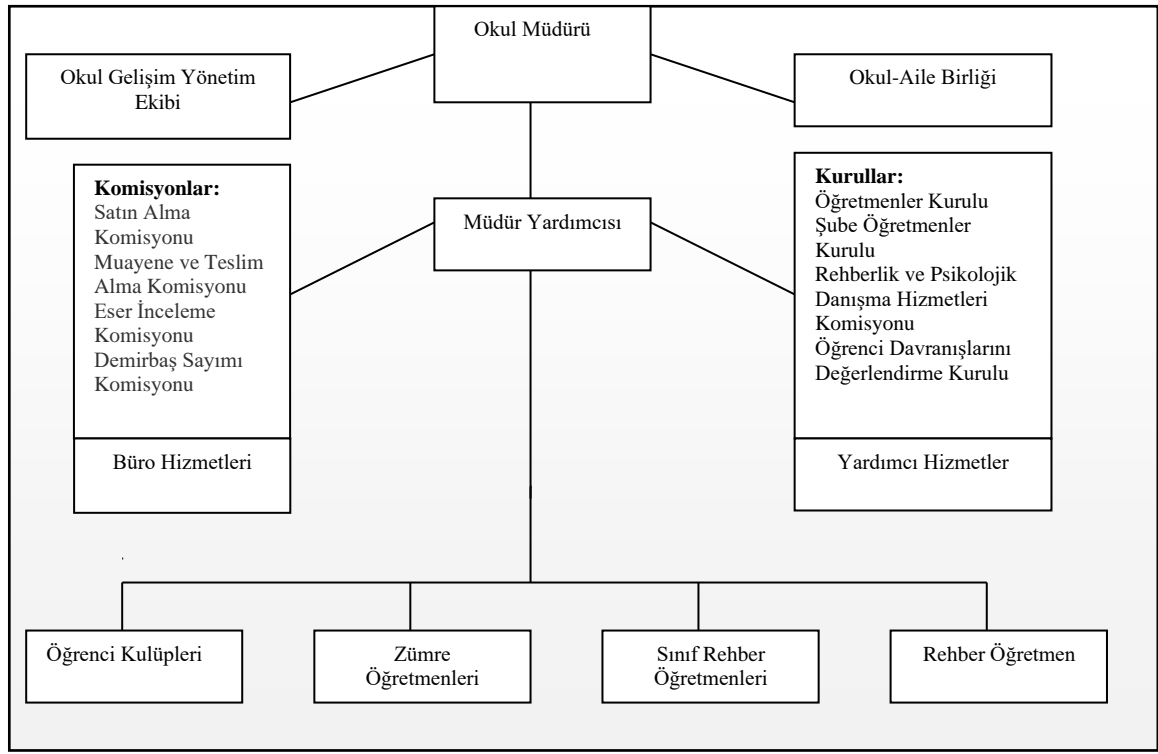 Okul Müdürü
Okul Gelişim Yönetim
Ekibi
Okul-Aile Birliği
Komisyonlar:
Satın Alma
Komisyonu
Muayene ve Teslim
Alma Komisyonu
Eser İnceleme
Komisyonu
Demirbaş Sayımı
Komisyonu
Müdür Yardımcısı
Kurullar:
Öğretmenler Kurulu
Şube Öğretmenler
Kurulu
Rehberlik ve Psikolojik
Danışma Hizmetleri
Komisyonu
Öğrenci Davranışlarını
Değerlendirme Kurulu
Büro Hizmetleri
Yardımcı Hizmetler
Öğrenci Kulüpleri
Zümre
Öğretmenleri
Sınıf Rehber
Öğretmenleri
Rehber Öğretmen